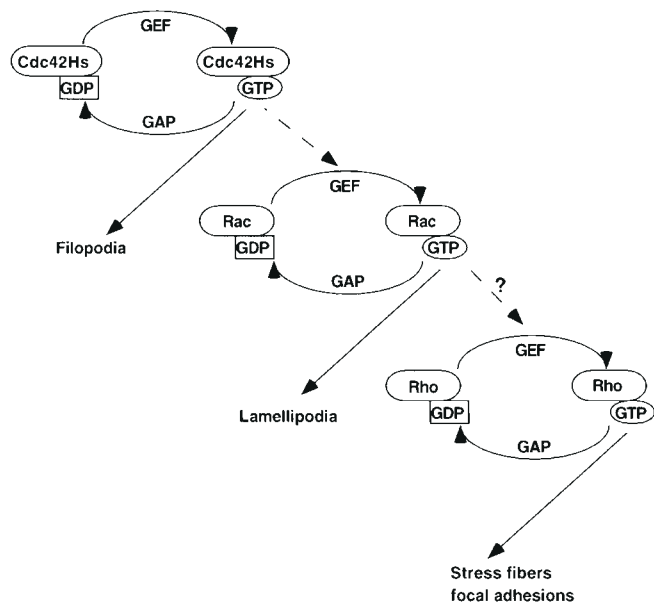 GEF
Cdc42Hs
GDP
Cdc42Hs
GTP
GAP
Filopodia
GEF
Rac
GDP
Rac
GTP
GAP
?
Lamellipodia
GEF
Rho
GDP
Rho
GTP
GAP
Stress fibers
focal adhesions